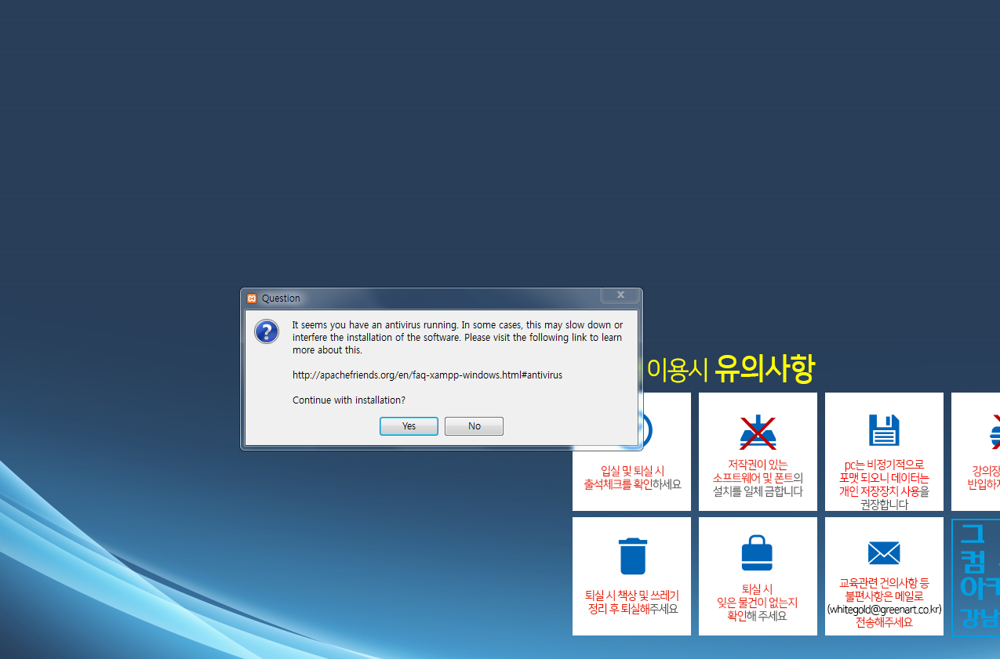 Question
It seems you have an antivirus running. In some cases, this may slow down or
interfere the installation of the software. Please visit the following link to learn
more about this.
http://apachefriends.org/en/faq-xampp-windows.html#antivirus
Continue with installation?
Yes
No
이용시 유의사항
입실 및 퇴실 시
출석체크를 확인하세요
저작권이 있는
소프트웨어 및 폰트의
설치를 일체 금합니다
pc는 비정기적으로
포맷 되오니 데이터는
개인 저장장치 사용을
권장합니다
강의장
반입하지
퇴실 시 책상 및 쓰레기
정리 후 퇴실해주세요
퇴실 시
잊은 물건이 없는지
확인해 주세요
교육관련 건의사항 등
불편사항은 메일로
(whitegold@greenart.co.kr)
전송해주세요
그
컴
아카
강남